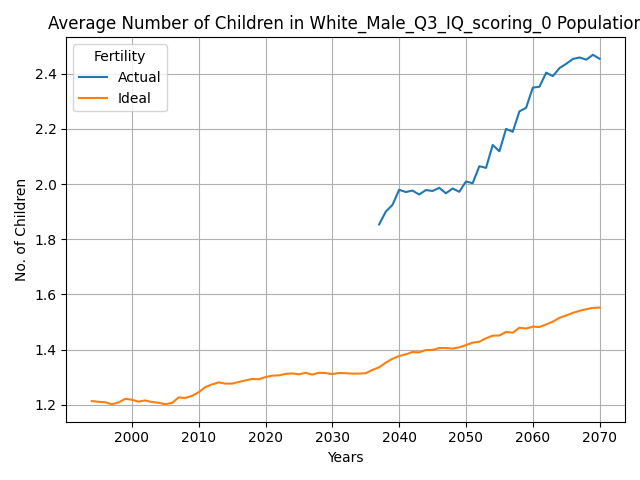 Average Number of Children in White_Male_Q3_IQ_scoring_0 Population
Fertility
Actual
Ideal
No. of Children
2.4
2.2
2.0
1.8
1.6
1.4
1.2
2000 2010 2020 2030 2040 2050 2060 2070
Years